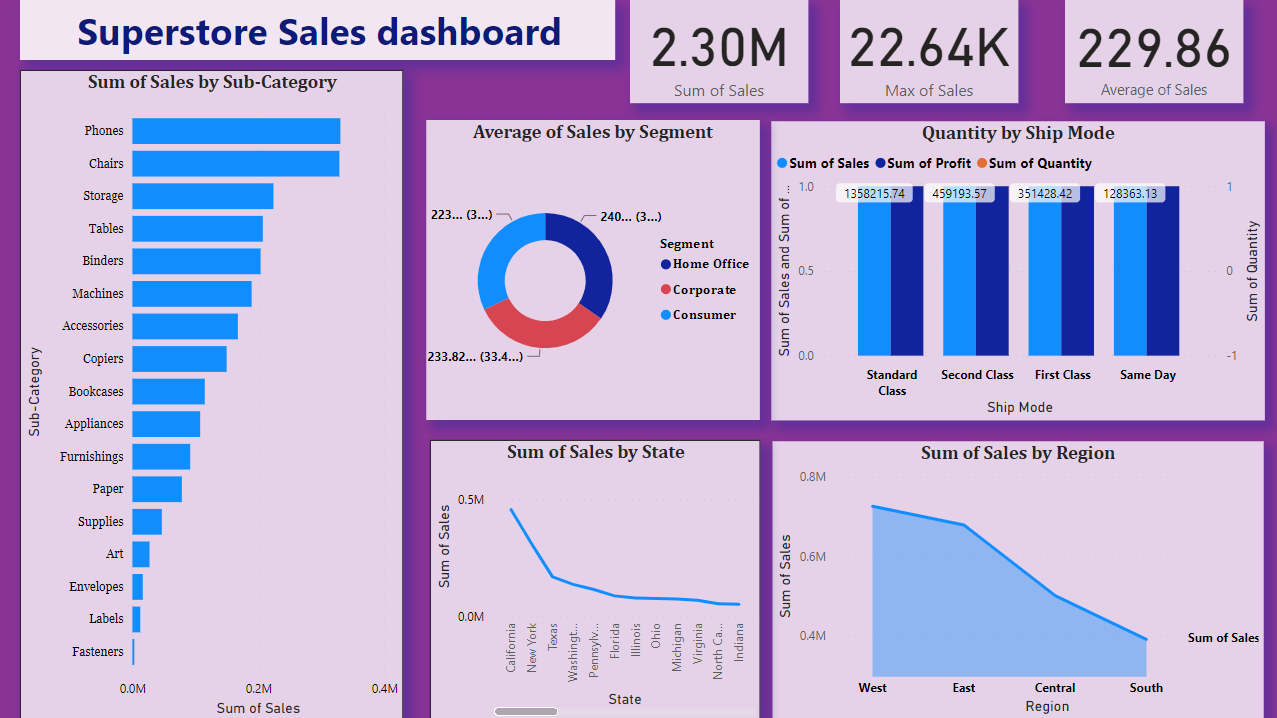 Superstore Sales dashboard
2.30M
Sum of Sales
22.64K
Max of Sales
229.86
Average of Sales
Sum of Sales by Sub-Category
Sub-Category
Phones
Chairs
Storage
Tables
Binders
Machines
Accessories
Copiers
Bookcases
Appliances
Furnishings
Paper
Supplies
Art
Envelopes
Labels
Fasteners
0.0M 0.2M 0.4M
Sum of Sales
Average of Sales by Segment
223... (3...)
240... (3...)
233.82... (33.4...)
Segment
Home Office
Corporate
Consumer
Quantity by Ship Mode
Sum of Sales Sum of Profit Sum of Quantity
Sum of Sales and Sum of ...
1.0
0.5
0.0
1358215.74 459193.57 351428.42 128363.13
1
0
-1
Sum of Quantity
Standard Class Second Class First Class Same Day
Ship Mode
Sum of Sales by State
Sum of Sales
0.5M
0.0M
California
New York
Texas
Washingt...
Pennsylv...
Florida
Illinois
Ohio
Michigan
Virginia
North Ca...
Indiana
State
Sum of Sales by Region
Sum of Sales
0.8M
0.6M
0.4M
Sum of Sales
West East Central South
Region